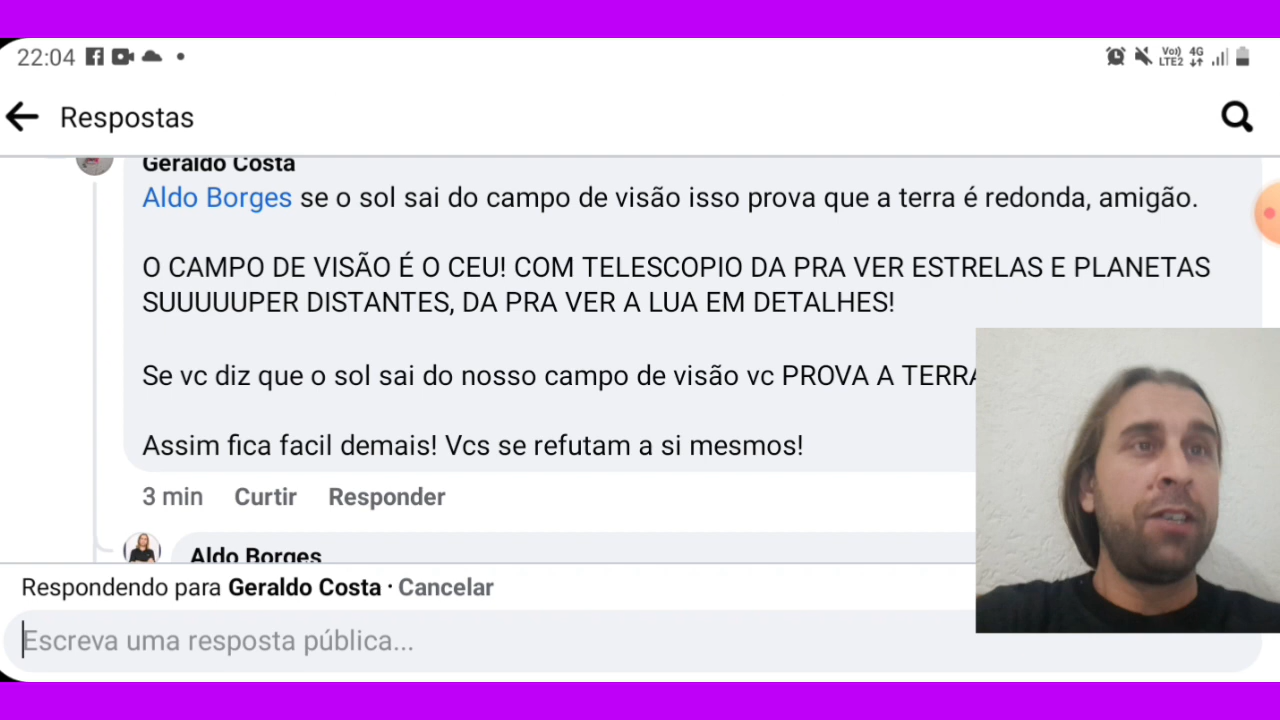 22:04
Vo)) 4G
LTE2
Respostas
Geraldo Costa
Aldo Borges se o sol sai do campo de visão isso prova que a terra é redonda, amigão.
O CAMPO DE VISÃO É O CEU! COM TELESCOPIO DA PRA VER ESTRELAS E PLANETAS
SUUUUUPER DISTANTES, DA PRA VER A LUA EM DETALHES!
Se vc diz que o sol sai do nosso campo de visão vc PROVA A TERRA
Assim fica facil demais! Vcs se refutam a si mesmos!
3 min Curtir Responder
Aldo Borges
Respondendo para Geraldo Costa · Cancelar
Escreva uma resposta pública...